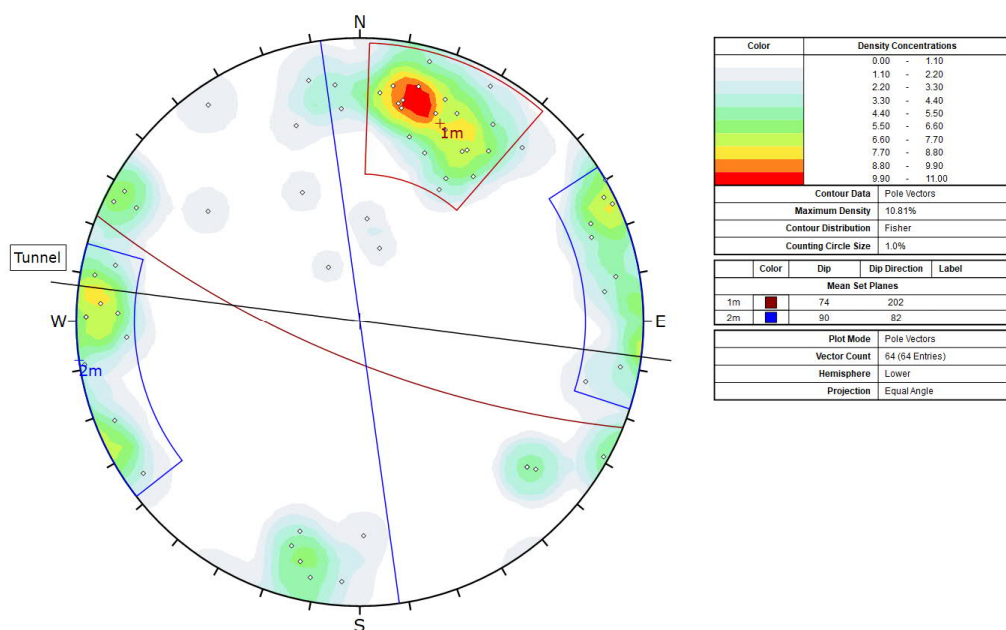 N
Tunnel
W
E
S
1m
2m
Color Density Concentrations
0.00 - 1.10
1.10 - 2.20
2.20 - 3.30
3.30 - 4.40
4.40 - 5.50
5.50 - 6.60
6.60 - 7.70
7.70 - 8.80
8.80 - 9.90
9.90 - 11.00
Contour Data Pole Vectors
Maximum Density 10.81%
Contour Distribution Fisher
Counting Circle Size 1.0%
Color Dip Dip Direction Label
Mean Set Planes
1m 74 202
2m 90 82
Plot Mode Pole Vectors
Vector Count 64 (64 Entries)
Hemisphere Lower
Projection Equal Angle